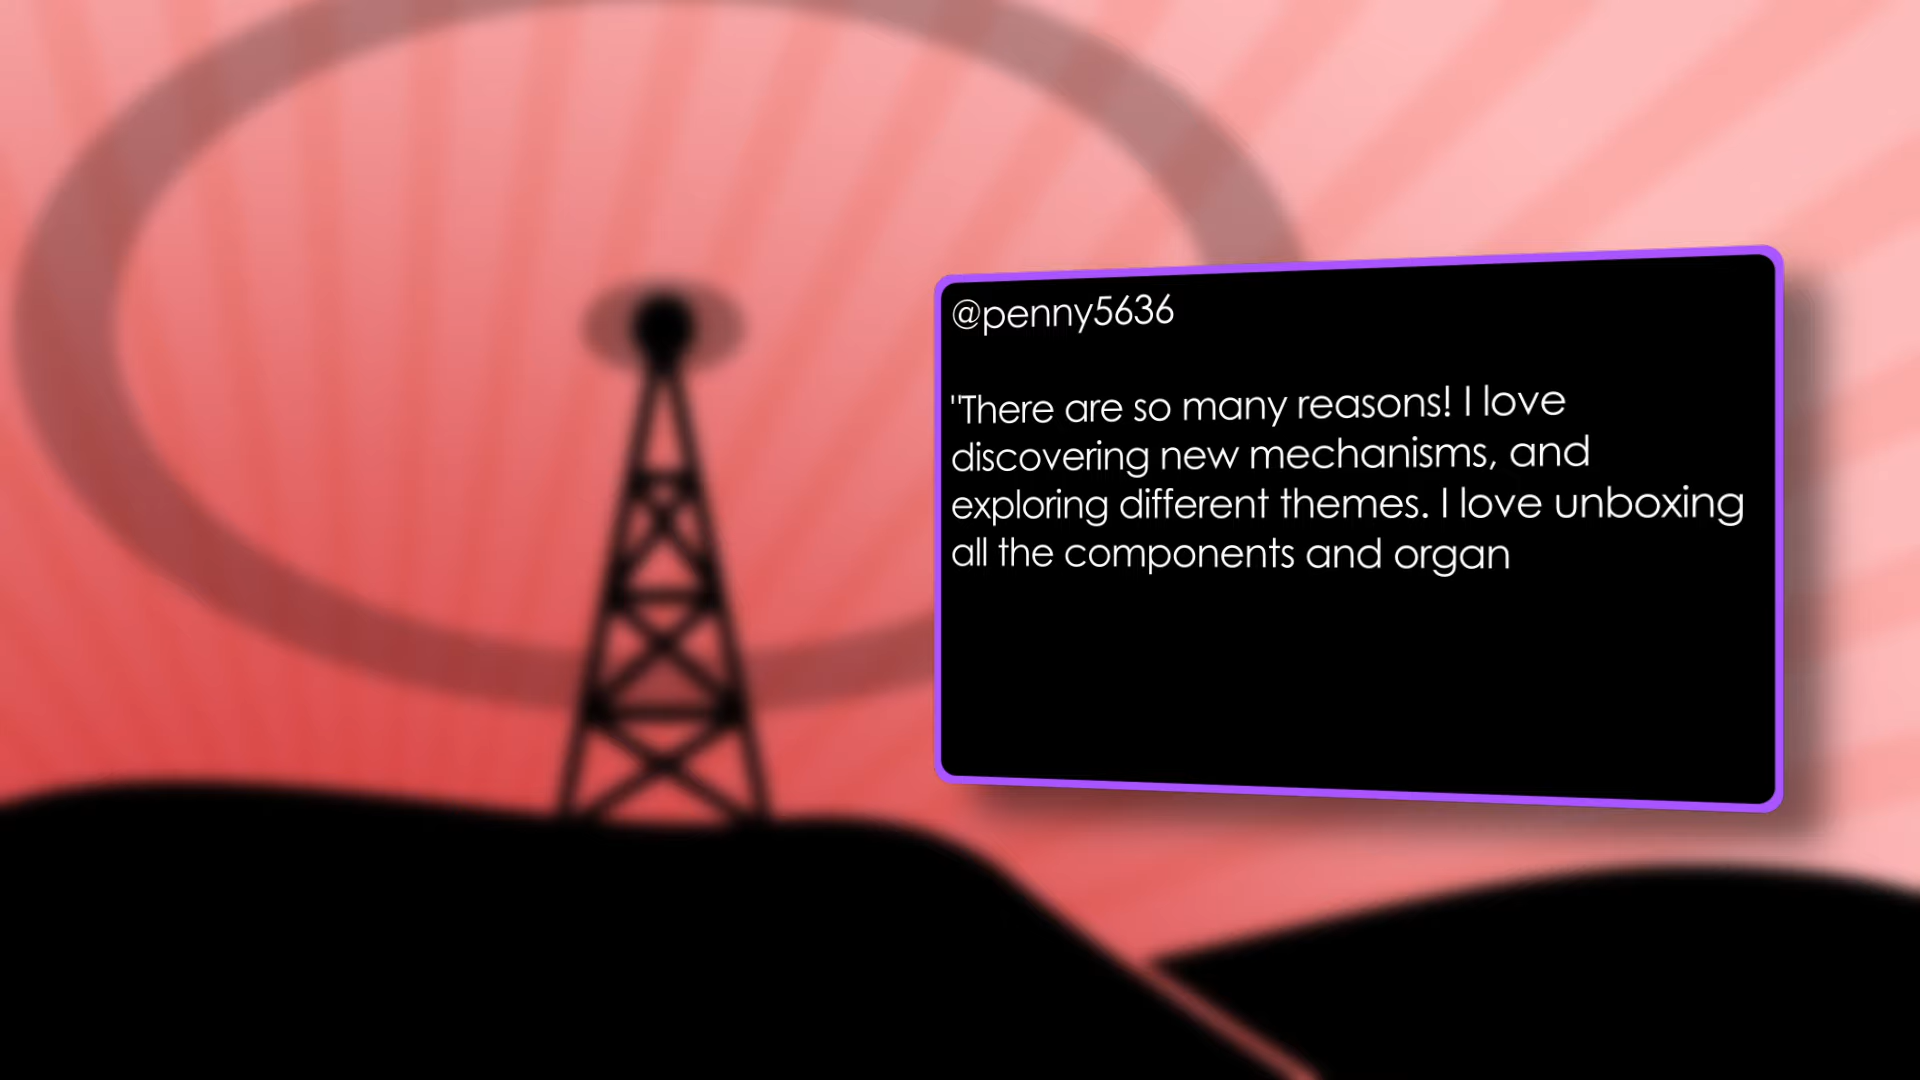 @penny5636
"There are so many reasons! I love
discovering new mechanisms, and
exploring different themes. I love unboxing
all the components and organ